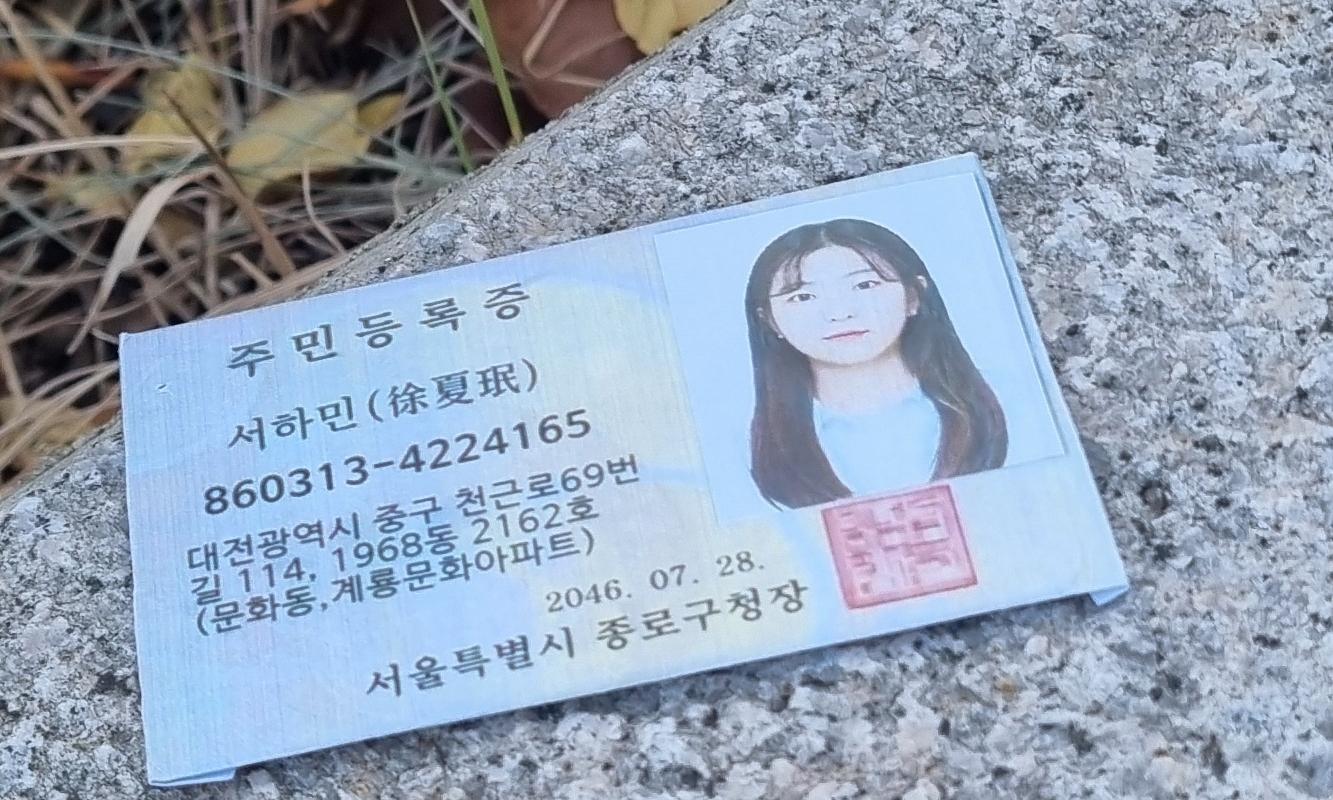 주민등록증
서하민(徐夏珉)
860313-4224165
대전광역시 중구 천근로69번
길 114, 1968동 2162호
(문화동,계룡문화아파트)
2046. 07. 28.
서울특별시 종로구청장